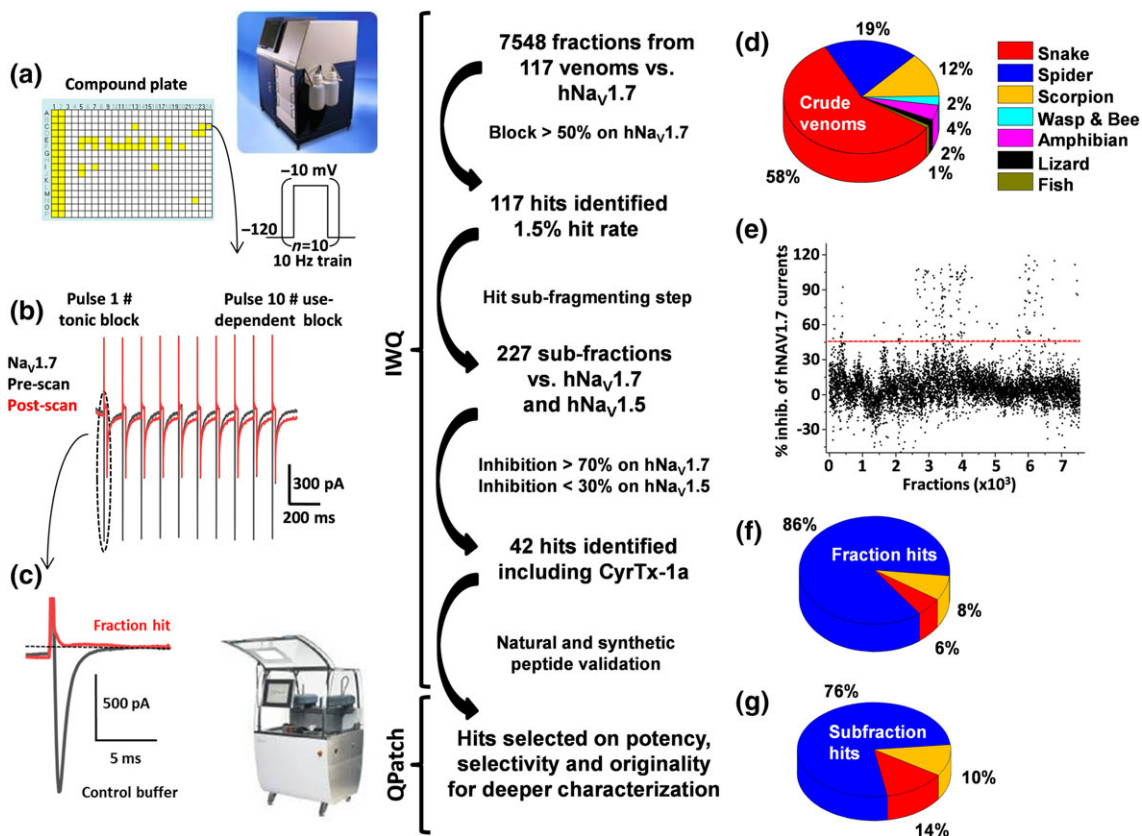 (a)
Compound plate
−10 mV
−120
n=10
10 Hz train
(b)
Pulse 1 #
tonic block
Pulse 10 # use-
dependent block
NaV1.7
Pre-scan
Post-scan
300 pA
200 ms
(c)
Fraction hit
500 pA
5 ms
Control buffer
IWQ
QPatch
7548 fractions from
117 venoms vs.
hNaV1.7
Block > 50% on hNaV1.7
117 hits identified
1.5% hit rate
Hit sub-fragmenting step
227 sub-fractions
vs. hNaV1.7
and hNaV1.5
Inhibition > 70% on hNaV1.7
Inhibition < 30% on hNaV1.5
42 hits identified
including CyrTx-1a
Natural and synthetic
peptide validation
Hits selected on potency,
selectivity and originality
for deeper characterization
(d)
19%
12%
2%
4%
2%
1%
58%
Crude
venoms
Snake
Spider
Scorpion
Wasp & Bee
Amphibian
Lizard
Fish
(e)
% inhib. of hNAV1.7 currents
120
90
60
30
0
-30
0 1 2 3 4 5 6 7
Fractions (x10³)
(f)
86%
Fraction hits
8%
6%
(g)
76%
Subfraction
hits
10%
14%